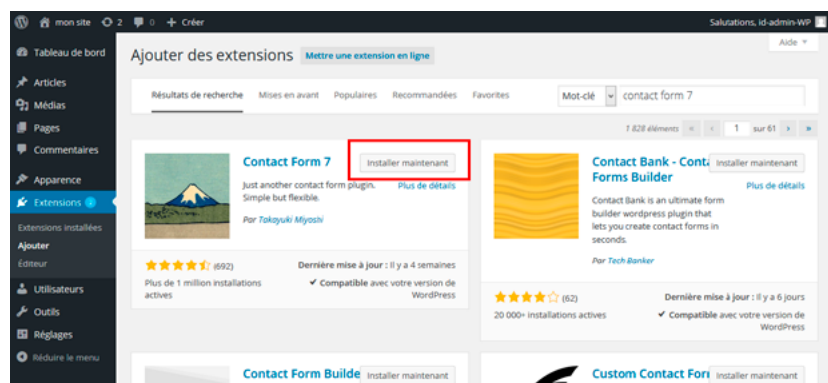 mon site 2 0 + Créer Salutations, id-admin-WP
Aide
Tableau de bord
Articles
Médias
Pages
Commentaires
Apparence
Extensions
Extensions installées
Ajouter
Éditeur
Utilisateurs
Outils
Réglages
Réduire le menu
Ajouter des extensions Mettre une extension en ligne
Résultats de recherche Mises en avant Populaires Recommandées Favorites Mot-clé contact form 7
1 828 éléments « ‹ 1 sur 61 › »
Contact Form 7 Installer maintenant
Just another contact form plugin. Plus de détails
Simple but flexible.
Par Takayuki Miyoshi
(692) Dernière mise à jour : Il y a 4 semaines
Plus de 1 million installations ✔ Compatible avec votre version de
actives WordPress
Contact Bank - Conta Installer maintenant
Forms Builder Plus de détails
Contact Bank is an ultimate form
builder wordpress plugin that
lets you create contact forms in
seconds.
Par Tech Banker
(62) Dernière mise à jour : Il y a 6 jours
20 000+ installations actives ✔ Compatible avec votre version de
WordPress
Contact Form Builde Installer maintenant
Custom Contact Form Installer maintenant